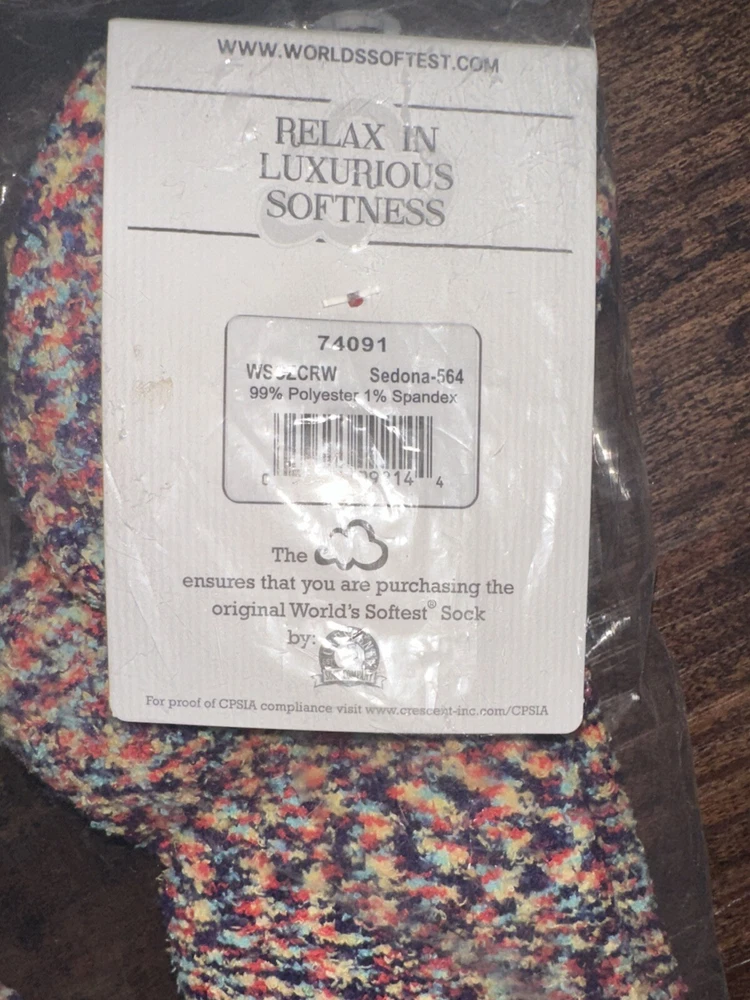 WWW.WORLDSSOFTEST.COM
RELAX IN
LUXURIOUS
SOFTNESS
74091
Sedona-564
99% Polyester 1% Spandex
4
The
ensures that you are purchasing the
original World's Softest® Sock
by:
For proof of CPSIA compliance visit www.crescent-inc.com/CPSIA